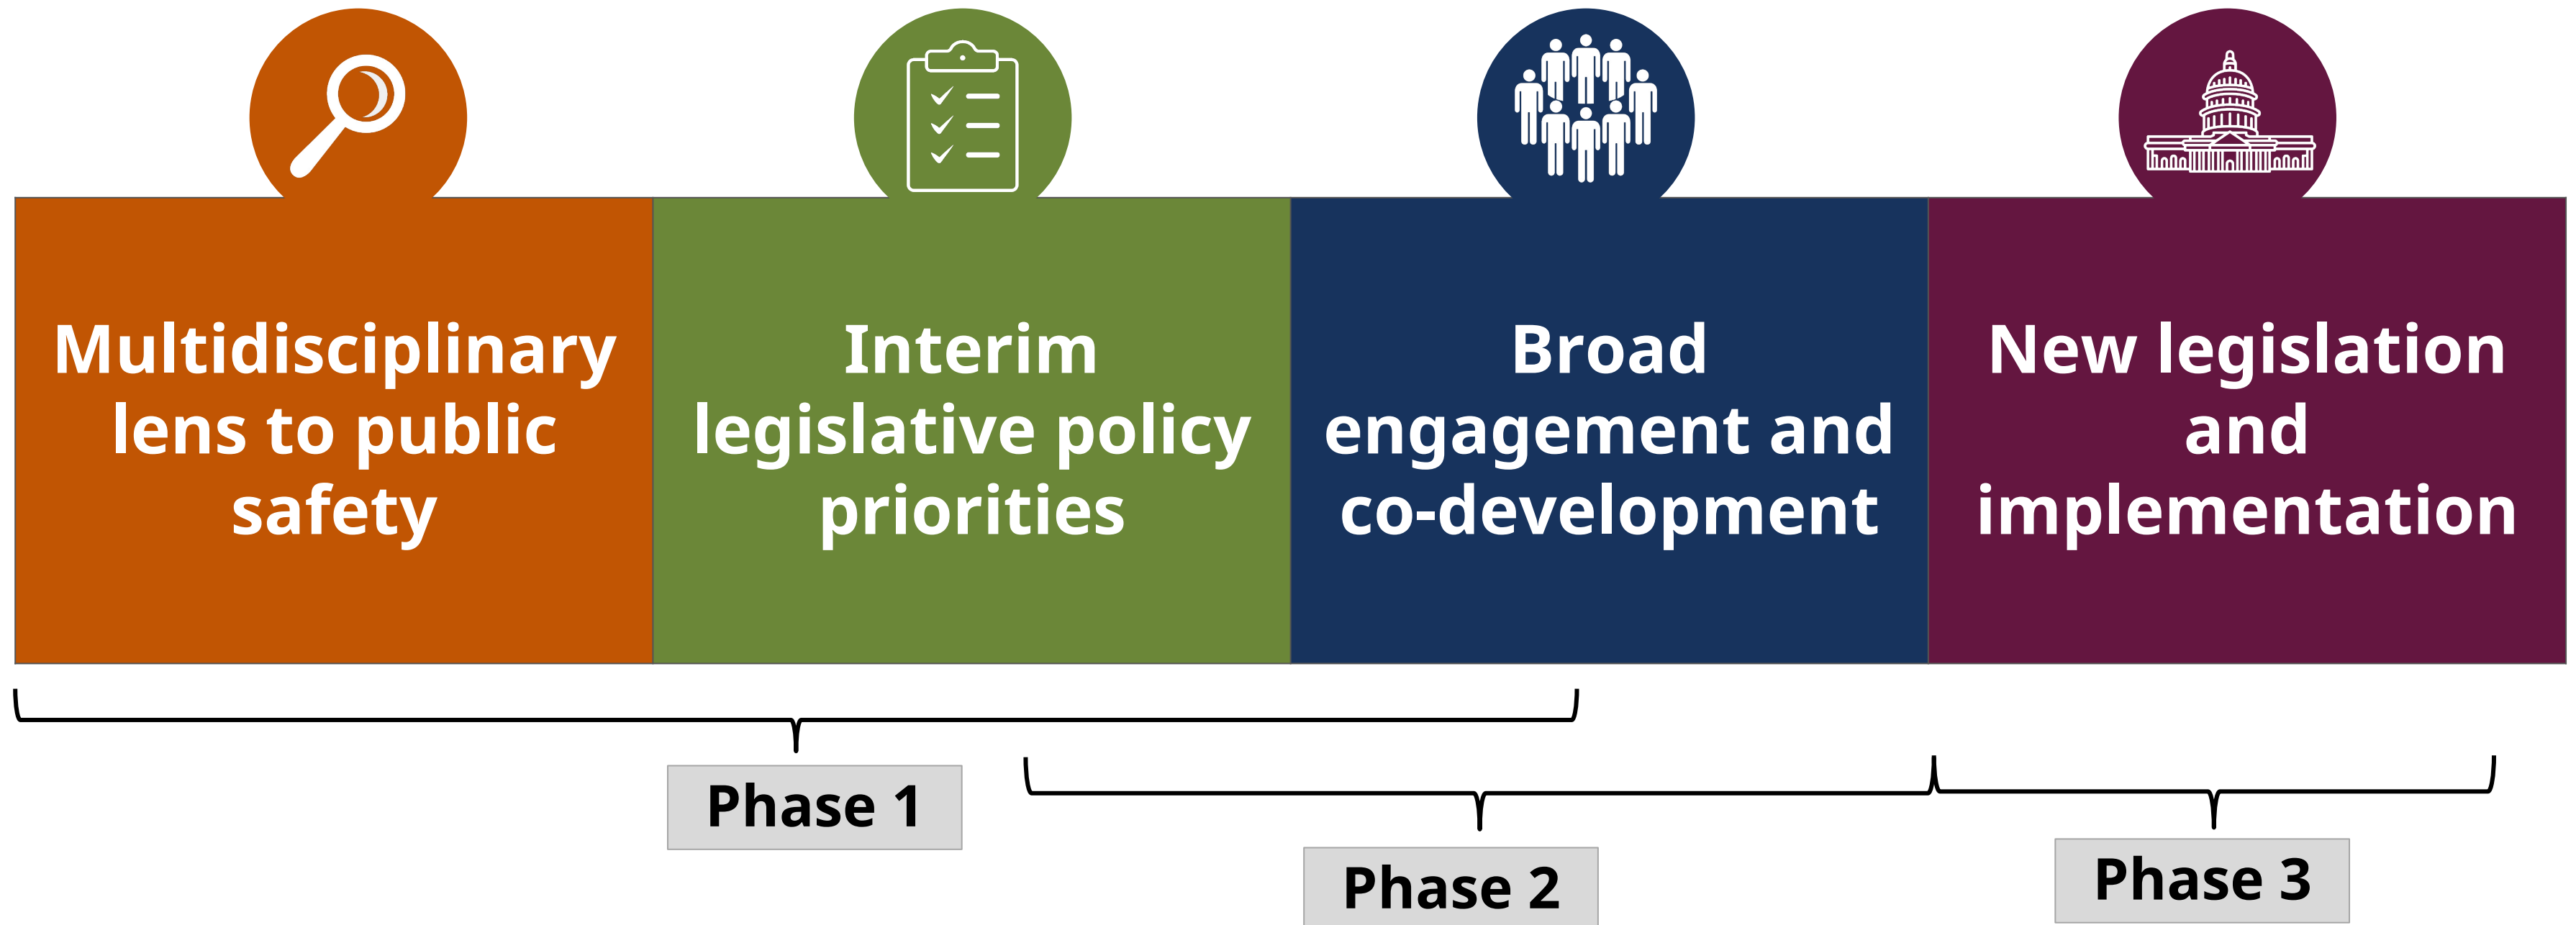 Multidisciplinary
lens to public
safety
Interim
legislative policy
priorities
Broad
engagement and
co-development
New legislation
and
implementation
Phase 1
Phase 2
Phase 3